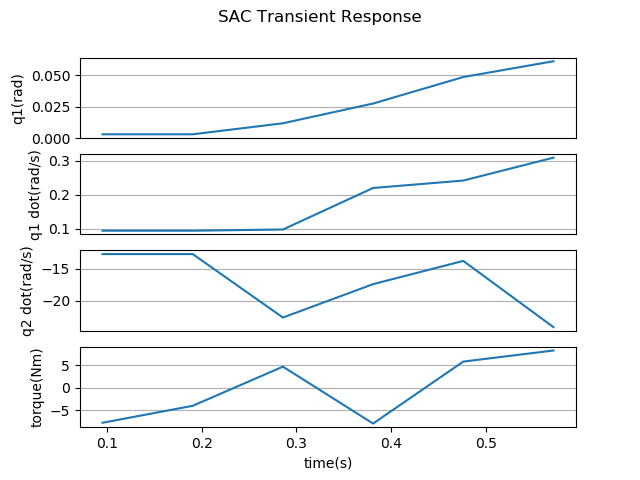 SAC Transient Response
q1(rad)
0.050
0.025
0.000
q1 dot(rad/s)
0.3
0.2
0.1
q2 dot(rad/s)
−15
−20
torque(Nm)
5
0
−5
0.1 0.2 0.3 0.4 0.5
time(s)